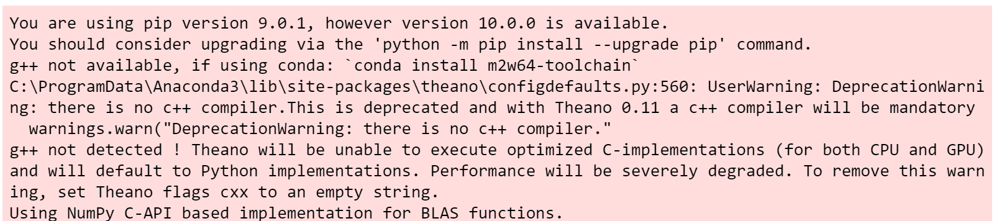 You are using pip version 9.0.1, however version 10.0.0 is available.
You should consider upgrading via the 'python -m pip install --upgrade pip' command.
g++ not available, if using conda: `conda install m2w64-toolchain`
C:\ProgramData\Anaconda3\lib\site-packages\theano\configdefaults.py:560: UserWarning: DeprecationWarni
ng: there is no c++ compiler.This is deprecated and with Theano 0.11 a c++ compiler will be mandatory
  warnings.warn("DeprecationWarning: there is no c++ compiler."
g++ not detected ! Theano will be unable to execute optimized C-implementations (for both CPU and GPU)
and will default to Python implementations. Performance will be severely degraded. To remove this warn
ing, set Theano flags cxx to an empty string.
Using NumPy C-API based implementation for BLAS functions.